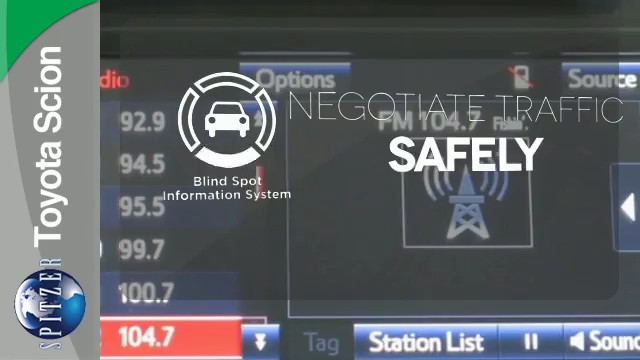 SPITZER Toyota Scion
dio
Options
Source
NEGOTIATE TRAFFIC
SAFELY
Blind Spot
Information System
FM 104.7
92.9
94.5
95.5
99.7
100.7
104.7
Tag
Station List
Sound